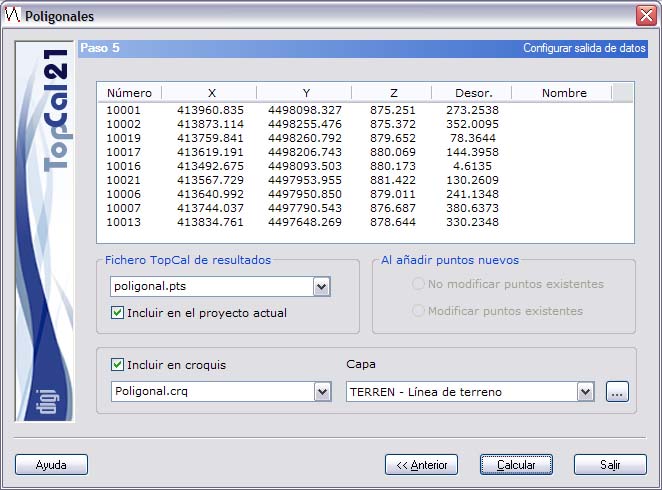 Poligonales
Paso 5
Configurar salida de datos
TopCal 21
digi
Número X Y Z Desor. Nombre
10001 413960.835 4498098.327 875.251 273.2538
10002 413873.114 4498255.476 875.372 352.0095
10019 413759.841 4498260.792 879.652 78.3644
10017 413619.191 4498206.743 880.069 144.3958
10016 413492.675 4498093.503 880.173 4.6135
10021 413567.729 4497953.955 881.422 130.2609
10006 413640.992 4497950.850 879.011 241.1348
10007 413744.037 4497790.543 876.687 380.6373
10013 413834.761 4497648.269 878.644 330.2348
Fichero TopCal de resultados
poligonal.pts
Incluir en el proyecto actual
Al añadir puntos nuevos
No modificar puntos existentes
Modificar puntos existentes
Incluir en croquis
Capa
Poligonal.crq
TERREN - Línea de terreno
...
Ayuda
<< Anterior
Calcular
Salir